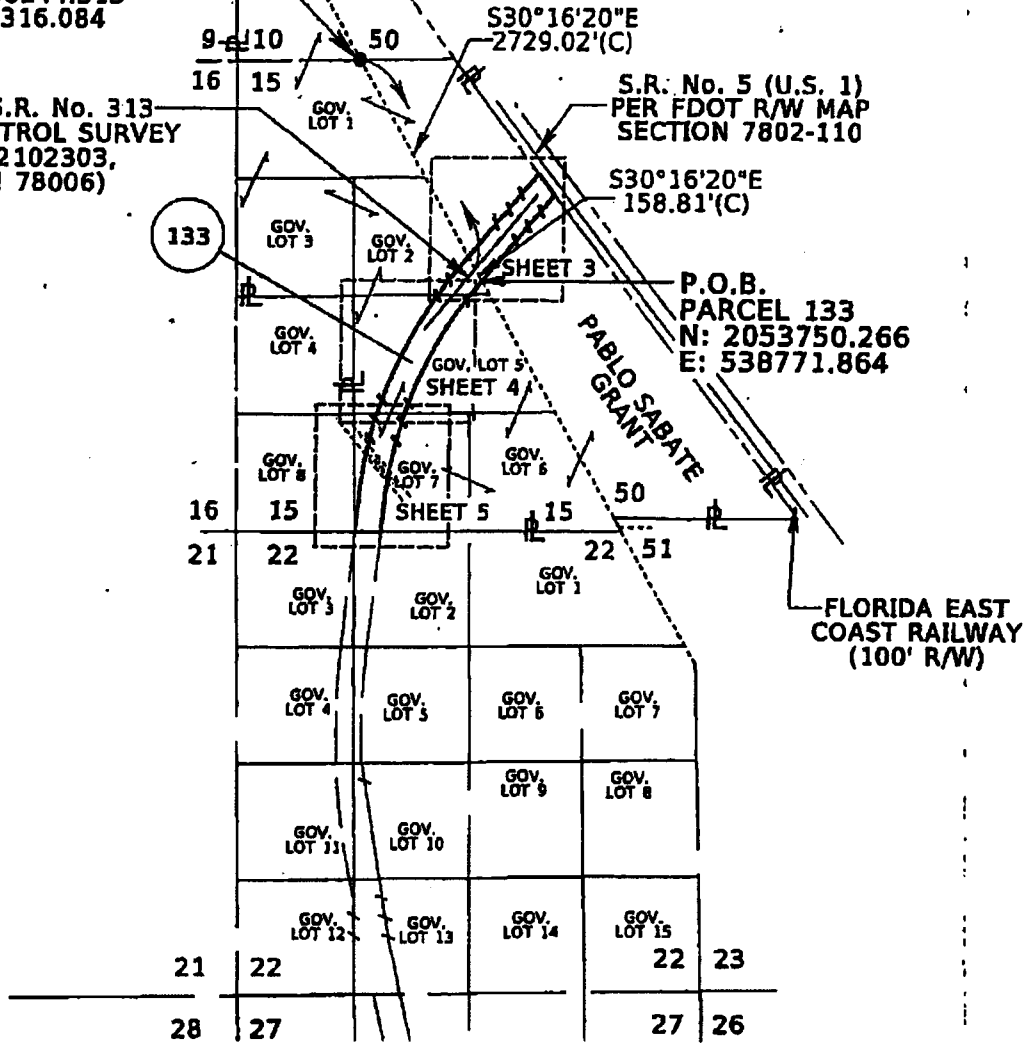 316.084
S30°16'20"E
2729.02'(C)
9 10
50
16 15
S.R. No. 5 (U.S. 1)
PER FDOT R/W MAP
SECTION 7802-110
S.R. No. 313
TROL SURVEY
2102303,
78006)
GOV.
LOT 1
S30°16'20"E
158.81'(C)
133
GOV.
LOT 3
GOV.
LOT 2
SHEET 3
P.O.B.
PARCEL 133
N: 2053750.266
E: 538771.864
GOV.
LOT 4
GOV. LOT 5
SHEET 4
PABLO SABATE
GRANT
GOV.
LOT 8
GOV.
LOT 7
GOV.
LOT 6
50
16 15
SHEET 5
15
21 22
22
51
GOV.
LOT 3
GOV.
LOT 2
GOV.
LOT 1
FLORIDA EAST
COAST RAILWAY
(100' R/W)
GOV.
LOT 4
GOV.
LOT 5
GOV.
LOT 6
GOV.
LOT 7
GOV.
LOT 9
GOV.
LOT 8
GOV.
LOT 11
GOV.
LOT 10
GOV.
LOT 12
GOV.
LOT 13
GOV.
LOT 14
GOV.
LOT 15
21 22
22 23
28 27
27 26